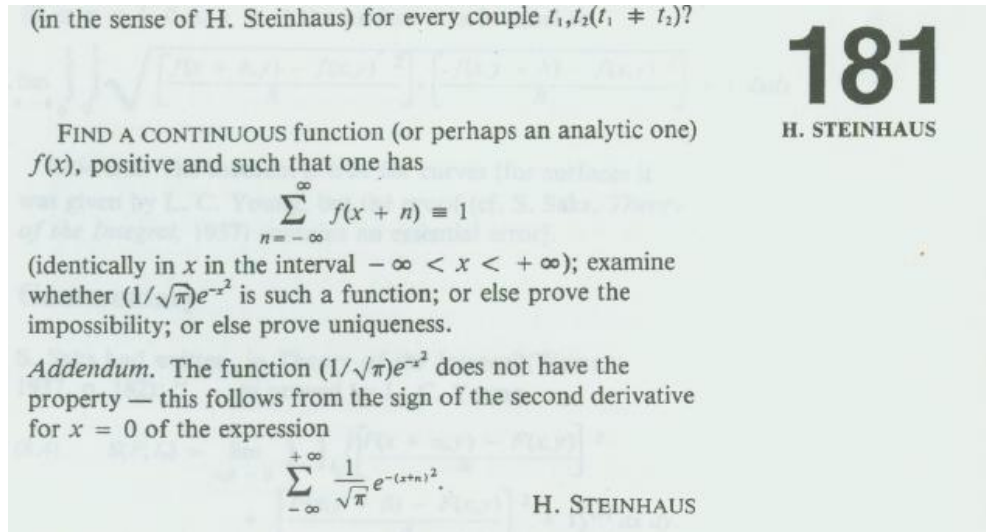 (in the sense of H. Steinhaus) for every couple t₁,t₂(t₁ ≠ t₂)?
181
H. STEINHAUS
FIND A CONTINUOUS function (or perhaps an analytic one)
f(x), positive and such that one has
∞
Σ f(x + n) ≡ 1
n = - ∞
(identically in x in the interval - ∞ < x < + ∞); examine
whether (1/√π)e^-x² is such a function; or else prove the
impossibility; or else prove uniqueness.
Addendum. The function (1/√π)e^-x² does not have the
property — this follows from the sign of the second derivative
for x = 0 of the expression
+ ∞
Σ 1/√π e^-(x+n)².
- ∞
H. STEINHAUS